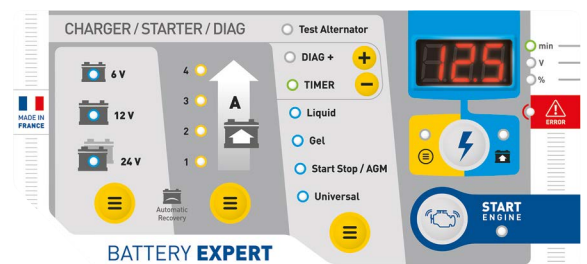 CHARGER / STARTER / DIAG
Test Alternator
DIAG +
TIMER
+
−
6 V
12 V
24 V
4
3
2
1
A
Automatic
Recovery
Liquid
Gel
Start Stop / AGM
Universal
12.5
min
V
%
ERROR
MADE IN
FRANCE
START
ENGINE
BATTERY EXPERT